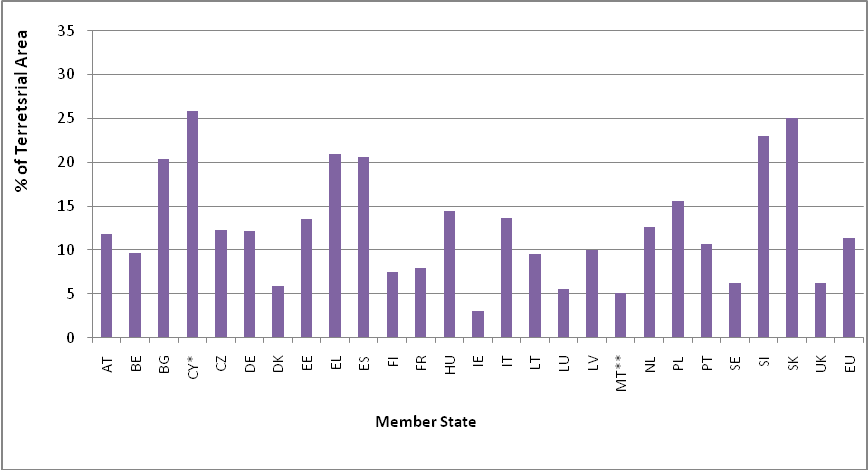 % of Terretsrial Area
35
30
25
20
15
10
5
0
AT
BE
BG
CY*
CZ
DE
DK
EE
EL
ES
FI
FR
HU
IE
IT
LT
LU
LV
MT**
NL
PL
PT
SE
SI
SK
UK
EU
Member State